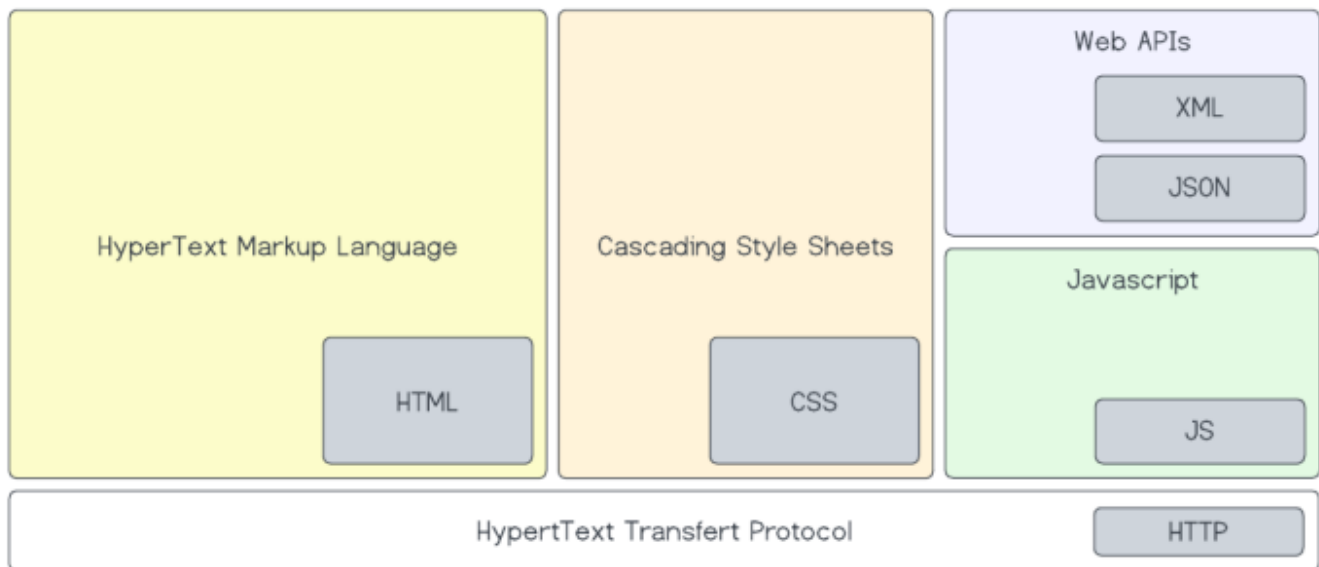 HyperText Markup Language
HTML
Cascading Style Sheets
CSS
Web APIs
XML
JSON
Javascript
JS
HypertText Transfert Protocol
HTTP